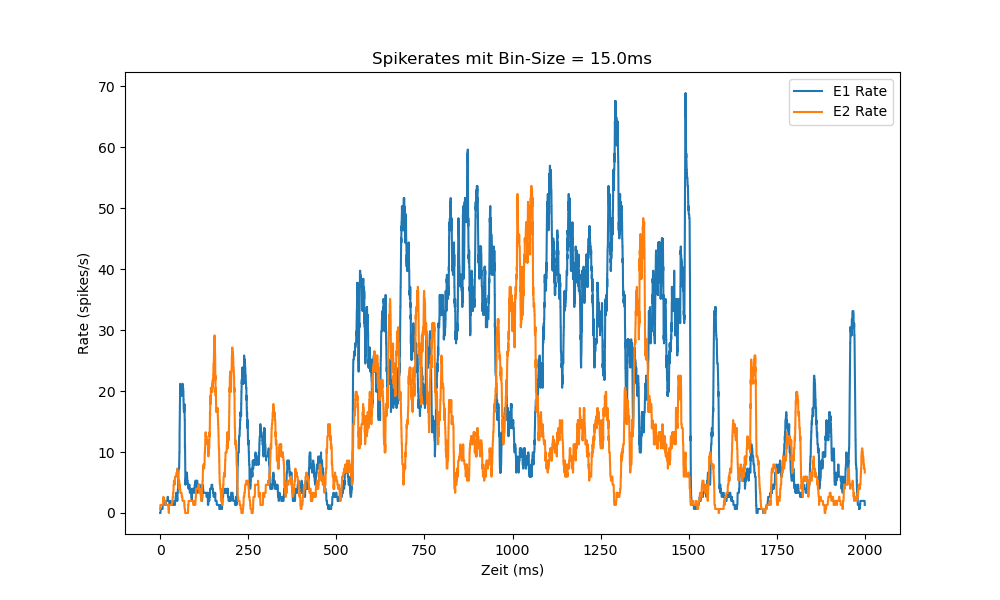 Spikerates mit Bin-Size = 15.0ms
E1 Rate
E2 Rate
70
60
50
40
30
20
10
0
Rate (spikes/s)
0 250 500 750 1000 1250 1500 1750 2000
Zeit (ms)